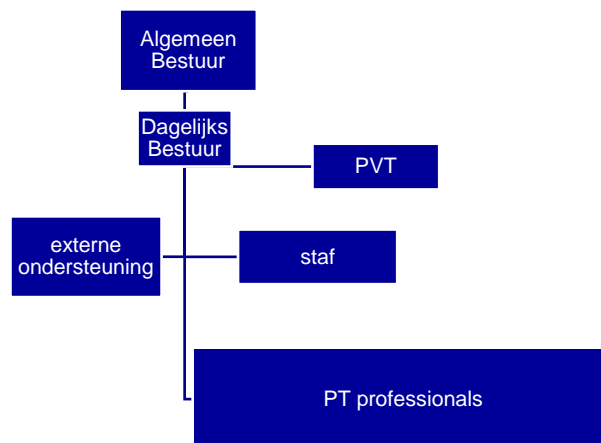 Algemeen
Bestuur
Dagelijks
Bestuur
PVT
externe
ondersteuning
staf
PT professionals